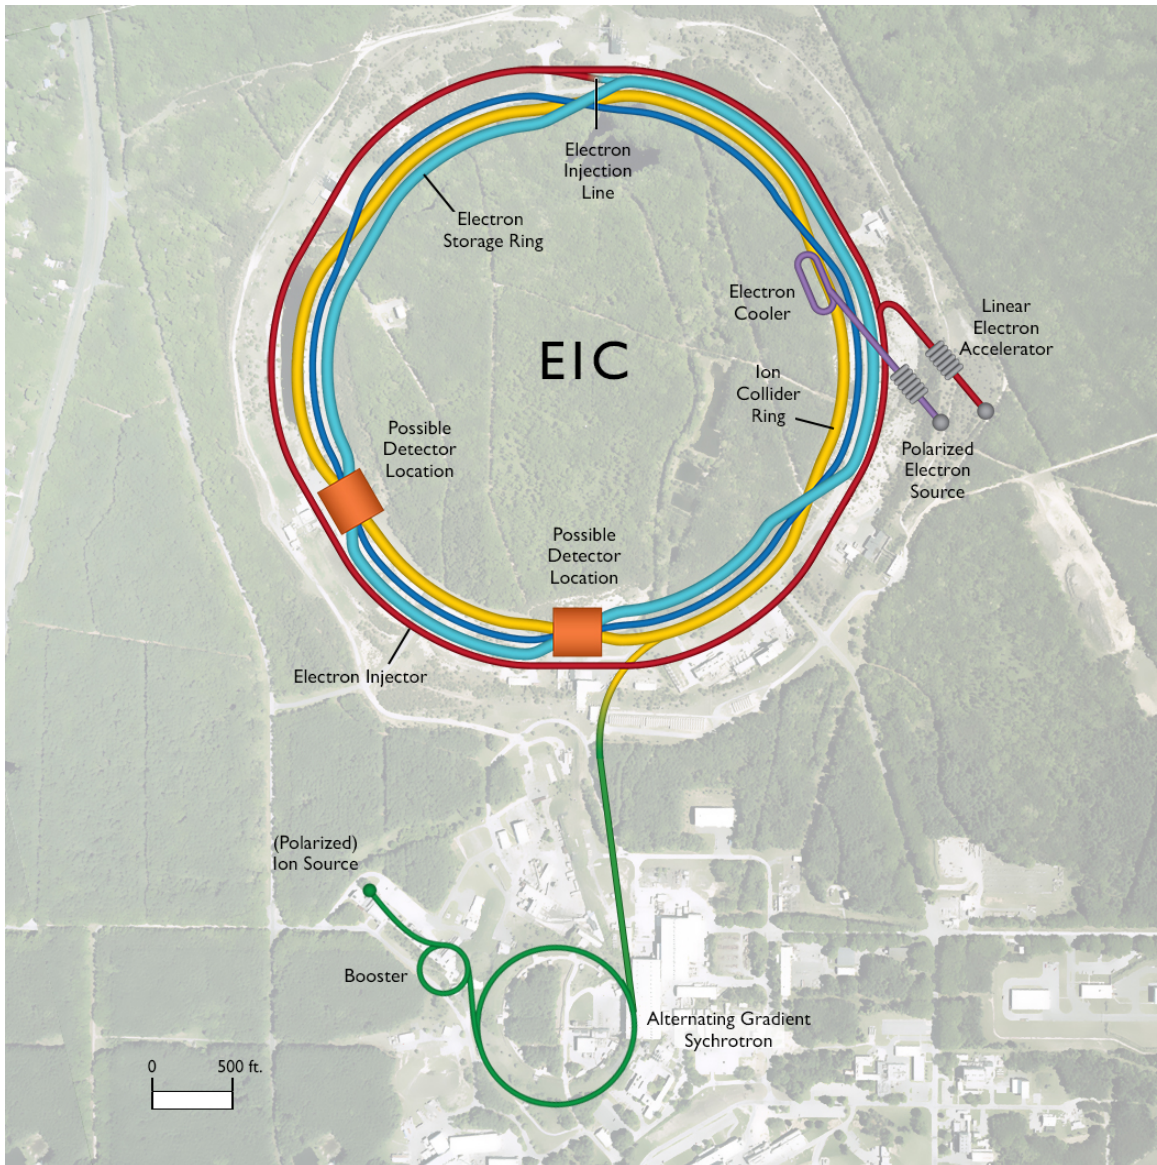 Electron
Injection
Line
Electron
Storage Ring
Electron
Cooler
Linear
Electron
Accelerator
EIC
Ion
Collider
Ring
Possible
Detector
Location
Polarized
Electron
Source
Possible
Detector
Location
Electron Injector
(Polarized)
Ion Source
Booster
Alternating Gradient
Sychrotron
0 500 ft.